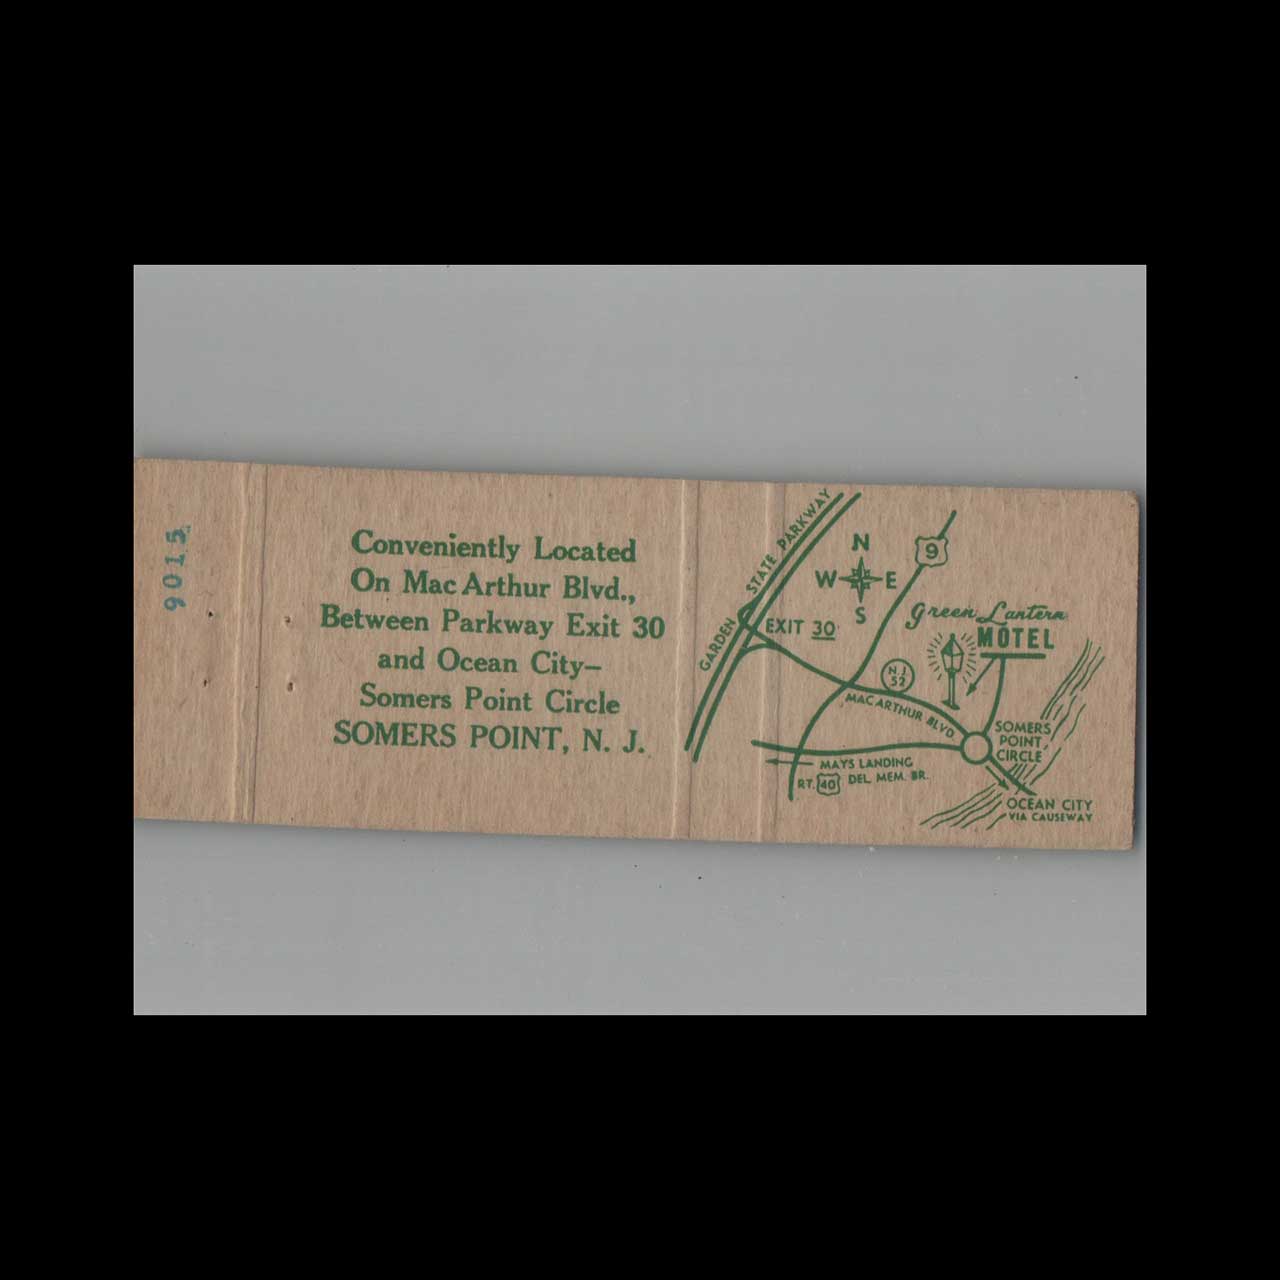 9015
Conveniently Located
On Mac Arthur Blvd.,
Between Parkway Exit 30
and Ocean City—
Somers Point Circle
SOMERS POINT, N. J.
GARDEN STATE PARKWAY
N
W E
S
9
EXIT 30
Green Lantern
MOTEL
N.J.
52
MAC ARTHUR BLVD
SOMERS
POINT
CIRCLE
MAYS LANDING
RT. 40 DEL. MEM. BR.
OCEAN CITY
VIA CAUSEWAY